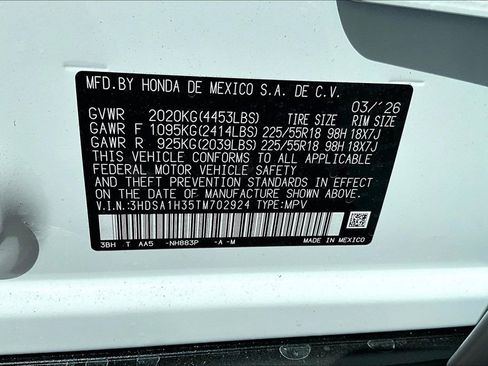 MFD.BY HONDA DE MEXICO S.A. DE C.V.
03/'26
GVWR 2020KG(4453LBS) TIRE SIZE RIM SIZE
GAWR F 1095KG(2414LBS) 225/55R18 98H 18X7J
GAWR R 925KG(2039LBS) 225/55R18 98H 18X7J
THIS VEHICLE CONFORMS TO ALL APPLICABLE
FEDERAL MOTOR VEHICLE SAFETY AND
THEFT PREVENTION STANDARDS IN EFFECT
ON THE DATE OF MANUFACTURE SHOWN ABOVE.
V.I.N.:3HDSA1H35TM702924 TYPE:MPV
3BH T AA5 -NH883P -A -M MADE IN MEXICO